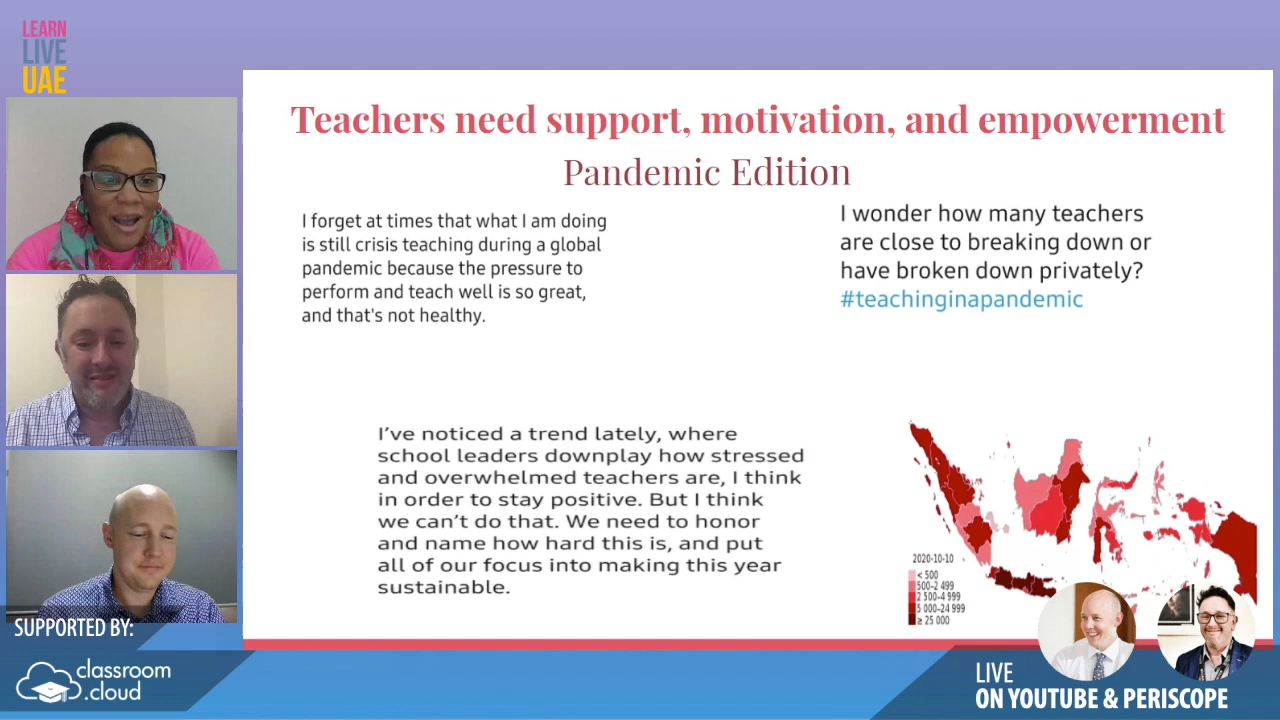 LEARN
LIVE
UAE
Teachers need support, motivation, and empowerment
Pandemic Edition
I forget at times that what I am doing
is still crisis teaching during a global
pandemic because the pressure to
perform and teach well is so great,
and that's not healthy.
I wonder how many teachers
are close to breaking down or
have broken down privately?
#teachinginapandemic
I’ve noticed a trend lately, where
school leaders downplay how stressed
and overwhelmed teachers are, I think
in order to stay positive. But I think
we can’t do that. We need to honor
and name how hard this is, and put
all of our focus into making this year
sustainable.
2020-10-10
< 500
500–2 499
2 500–4 999
5 000–24 999
≥ 25 000
SUPPORTED BY:
classroom
.cloud
LIVE
ON YOUTUBE & PERISCOPE